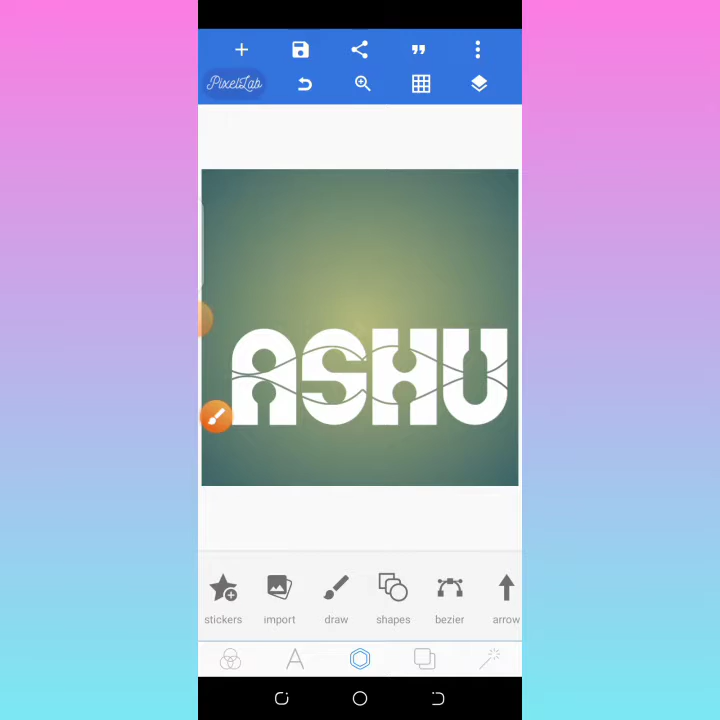 PixelLab
ASHU
stickers
import
draw
shapes
bezier
arrow